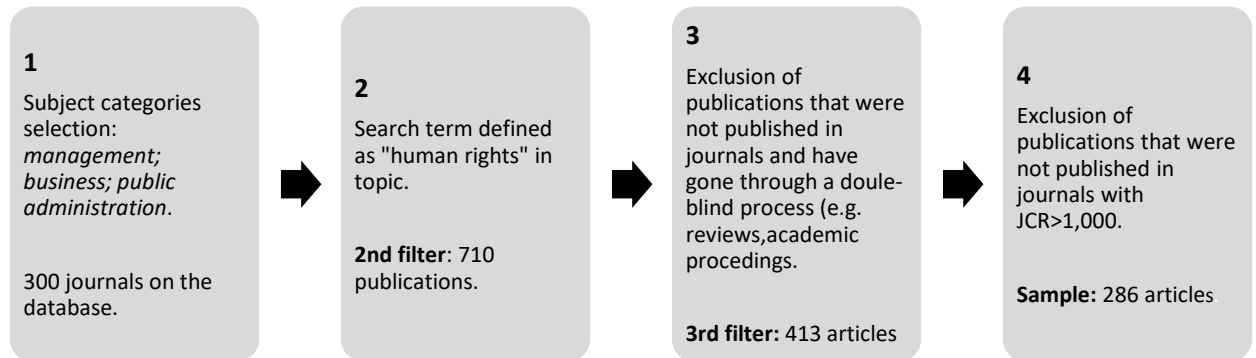 1
Subject categories
selection:
management;
business; public
administration.
300 journals on the
database.
2
Search term defined
as "human rights" in
topic.
2nd filter: 710
publications.
3
Exclusion of
publications that were
not published in
journals and have
gone through a doule-
blind process (e.g.
reviews,academic
procedings.
3rd filter: 413 articles
4
Exclusion of
publications that were
not published in
journals with
JCR>1,000.
Sample: 286 articles